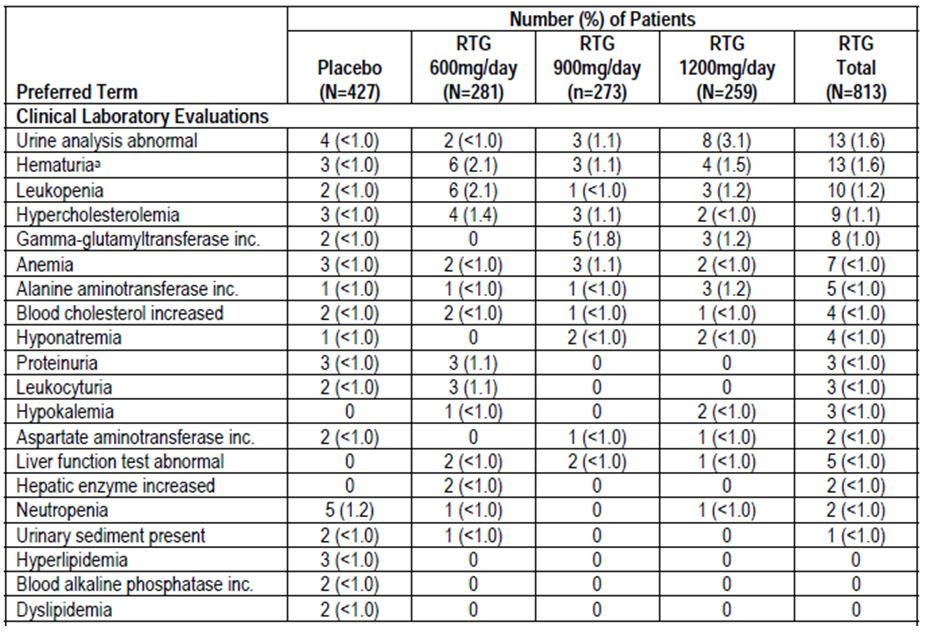 Number (%) of Patients
Preferred Term | Placebo (N=427) | RTG 600mg/day (N=281) | RTG 900mg/day (n=273) | RTG 1200mg/day (N=259) | RTG Total (N=813)
Clinical Laboratory Evaluations
Urine analysis abnormal | 4 (<1.0) | 2 (<1.0) | 3 (1.1) | 8 (3.1) | 13 (1.6)
Hematuriaᵃ | 3 (<1.0) | 6 (2.1) | 3 (1.1) | 4 (1.5) | 13 (1.6)
Leukopenia | 2 (<1.0) | 6 (2.1) | 1 (<1.0) | 3 (1.2) | 10 (1.2)
Hypercholesterolemia | 3 (<1.0) | 4 (1.4) | 3 (1.1) | 2 (<1.0) | 9 (1.1)
Gamma-glutamyltransferase inc. | 2 (<1.0) | 0 | 5 (1.8) | 3 (1.2) | 8 (1.0)
Anemia | 3 (<1.0) | 2 (<1.0) | 3 (1.1) | 2 (<1.0) | 7 (<1.0)
Alanine aminotransferase inc. | 1 (<1.0) | 1 (<1.0) | 1 (<1.0) | 3 (1.2) | 5 (<1.0)
Blood cholesterol increased | 2 (<1.0) | 2 (<1.0) | 1 (<1.0) | 1 (<1.0) | 4 (<1.0)
Hyponatremia | 1 (<1.0) | 0 | 2 (<1.0) | 2 (<1.0) | 4 (<1.0)
Proteinuria | 3 (<1.0) | 3 (1.1) | 0 | 0 | 3 (<1.0)
Leukocyturia | 2 (<1.0) | 3 (1.1) | 0 | 0 | 3 (<1.0)
Hypokalemia | 0 | 1 (<1.0) | 0 | 2 (<1.0) | 3 (<1.0)
Aspartate aminotransferase inc. | 2 (<1.0) | 0 | 1 (<1.0) | 1 (<1.0) | 2 (<1.0)
Liver function test abnormal | 0 | 2 (<1.0) | 2 (<1.0) | 1 (<1.0) | 5 (<1.0)
Hepatic enzyme increased | 0 | 2 (<1.0) | 0 | 0 | 2 (<1.0)
Neutropenia | 5 (1.2) | 1 (<1.0) | 0 | 1 (<1.0) | 2 (<1.0)
Urinary sediment present | 2 (<1.0) | 1 (<1.0) | 0 | 0 | 1 (<1.0)
Hyperlipidemia | 3 (<1.0) | 0 | 0 | 0 | 0
Blood alkaline phosphatase inc. | 2 (<1.0) | 0 | 0 | 0 | 0
Dyslipidemia | 2 (<1.0) | 0 | 0 | 0 | 0